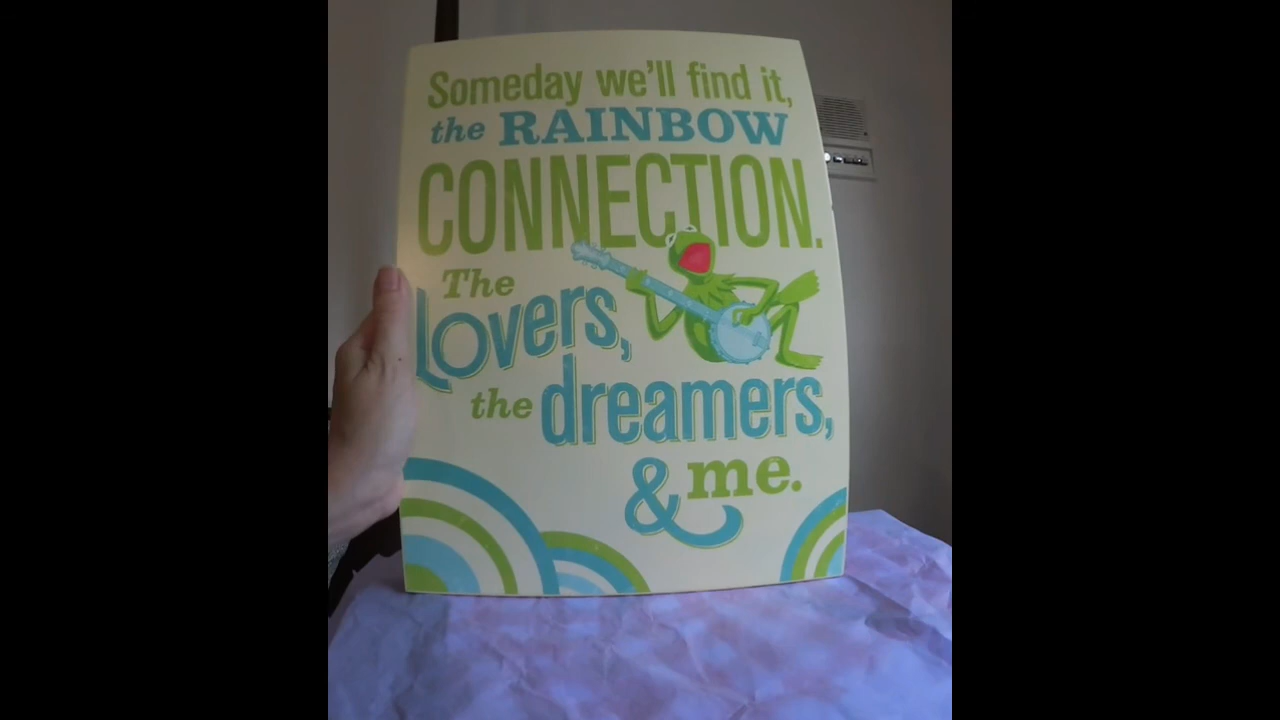 Someday we'll find it,
the RAINBOW
CONNECTION.
The
Lovers,
the dreamers,
& me.